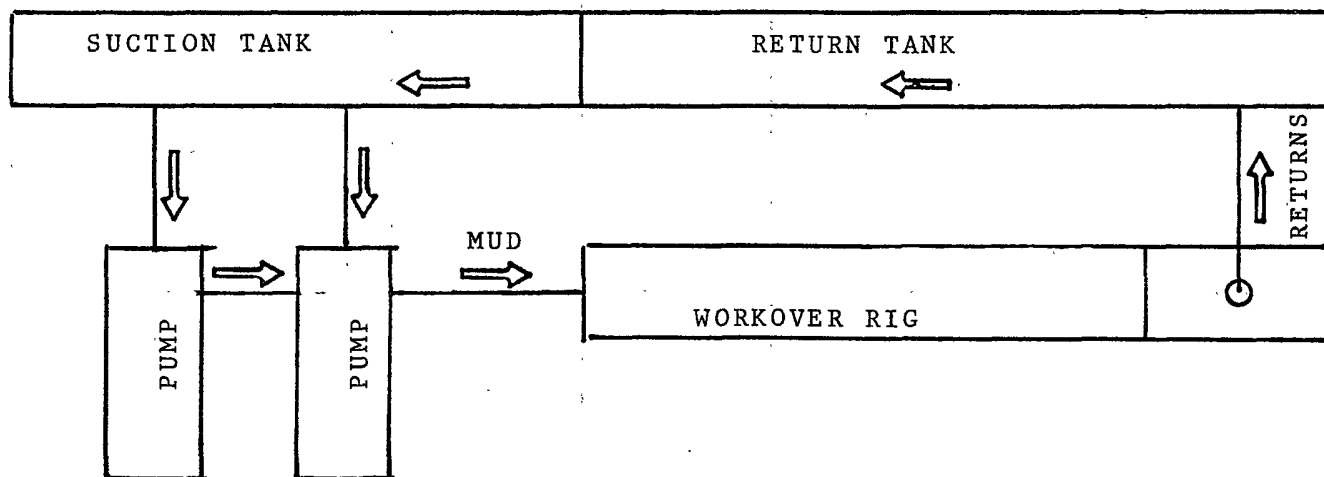 SUCTION TANK
RETURN TANK
RETURNS
MUD
PUMP
PUMP
WORKOVER RIG